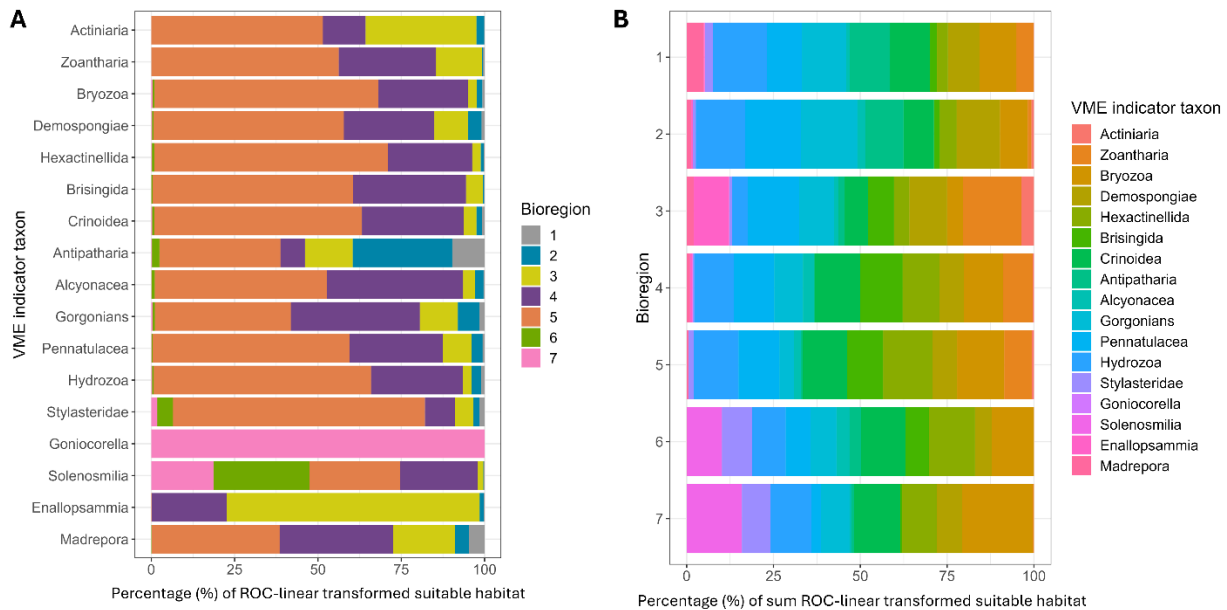 A
VME indicator taxon
Actiniaria
Zoantharia
Bryozoa
Demospongiae
Hexactinellida
Brisingida
Crinoidea
Antipatharia
Alcyonacea
Gorgonians
Pennatulacea
Hydrozoa
Stylasteridae
Goniocorella
Solenosmilia
Enallopsammia
Madrepora
0 25 50 75 100
Percentage (%) of ROC-linear transformed suitable habitat
Bioregion
1
2
3
4
5
6
7
B
Bioregion
1
2
3
4
5
6
7
0 25 50 75 100
Percentage (%) of sum ROC-linear transformed suitable habitat
VME indicator taxon
Actiniaria
Zoantharia
Bryozoa
Demospongiae
Hexactinellida
Brisingida
Crinoidea
Antipatharia
Alcyonacea
Gorgonians
Pennatulacea
Hydrozoa
Stylasteridae
Goniocorella
Solenosmilia
Enallopsammia
Madrepora